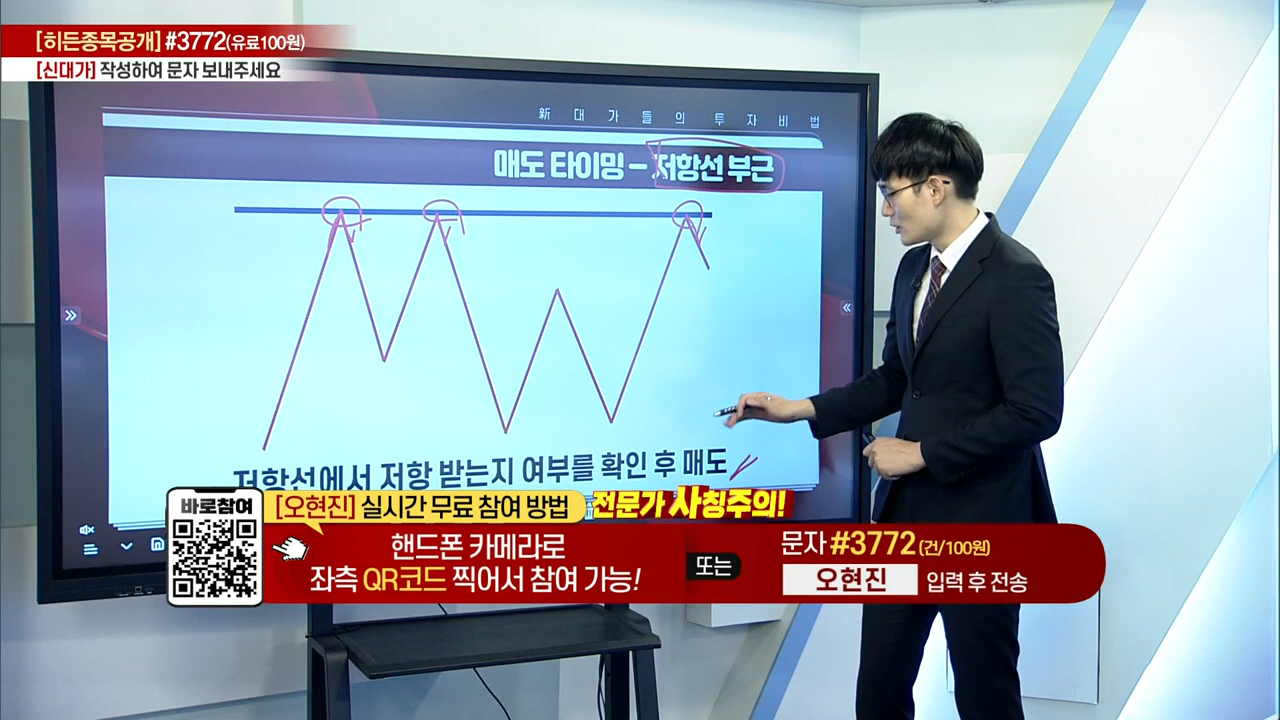 [히든종목공개] #3772(유료100원)
[신대가] 작성하여 문자 보내주세요
新 대 가 들 의 투 자 비 법
매도 타이밍 – 저항선 부근
저항선에서 저항 받는지 여부를 확인 후 매도
바로참여
[오현진] 실시간 무료 참여 방법
전문가 사칭주의!
핸드폰 카메라로
좌측 QR코드 찍어서 참여 가능!
또는
문자 #3772 (건/100원)
오현진 입력 후 전송